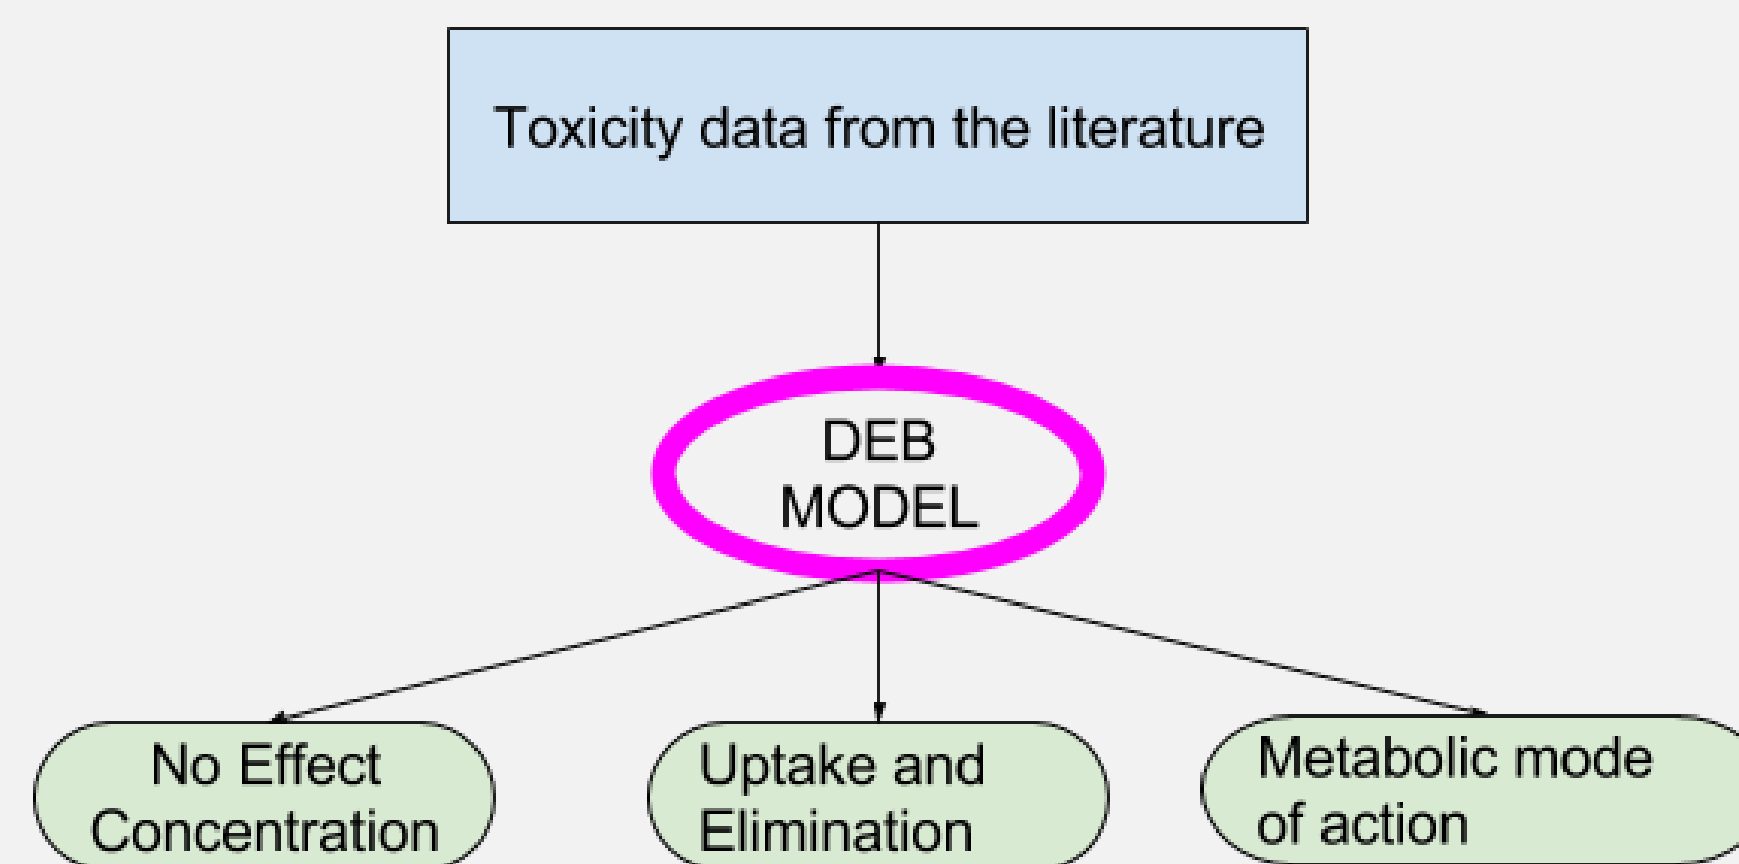 Toxicity data from the literature
DEB
MODEL
No Effect
Concentration
Uptake and
Elimination
Metabolic mode
of action